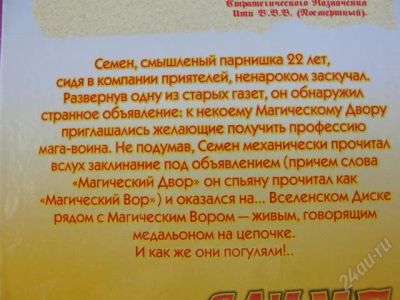 Стратегического Назначения
Пти В.В.В. (Посмертный).
Семен, смышленый парнишка 22 лет,
сидя в компании приятелей, ненароком заскучал.
Развернув одну из старых газет, он обнаружил
странное объявление: к некоему Магическому Двору
приглашались желающие получить профессию
мага-воина. Не подумав, Семен механически прочитал
вслух заклинание под объявлением (причем слова
«Магический Двор» он спьяну прочитал как
«Магический Вор») и оказался на... Вселенском Диске
рядом с Магическим Вором — живым, говорящим
медальоном на цепочке.
И как же они погуляли!..
24au.ru